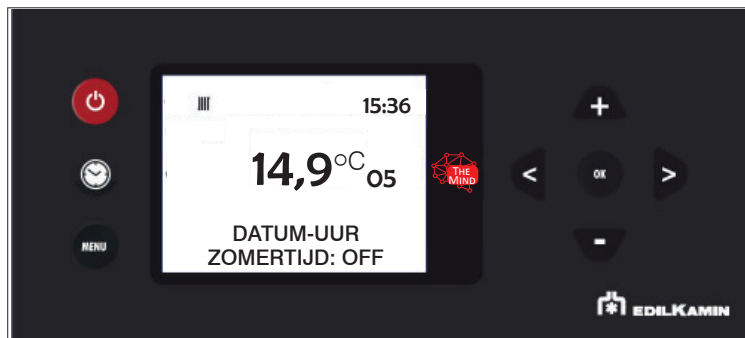 15:36
14,9°C 05
THE MIND
DATUM-UUR
ZOMERTIJD: OFF
MENU
+
<
OK
>
-
EDILKAMIN